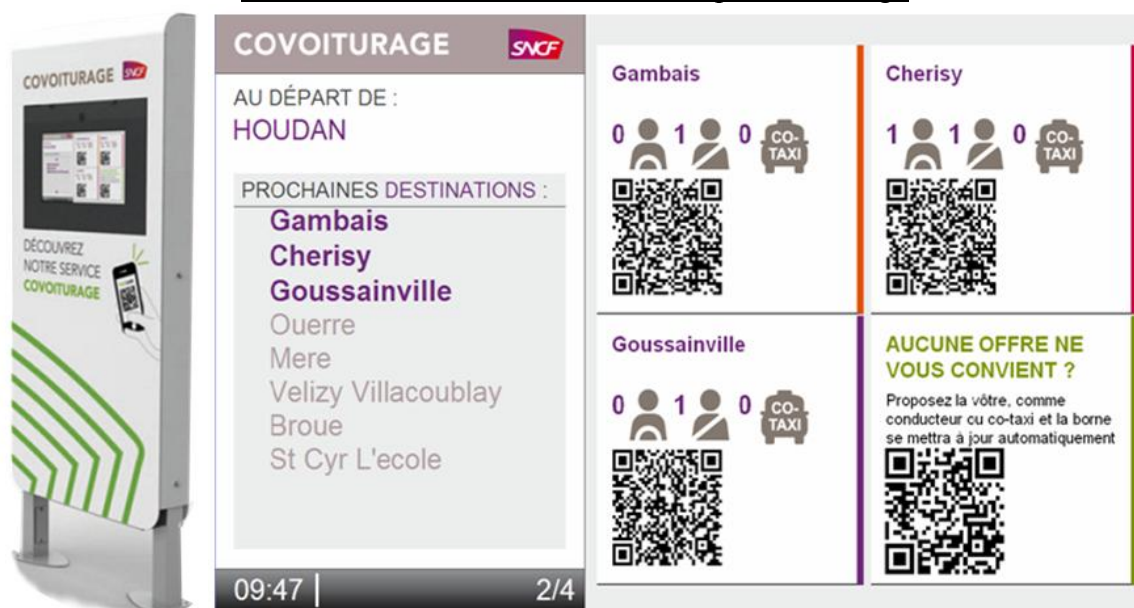 COVOITURAGE SNCF
DÉCOUVREZ
NOTRE SERVICE
COVOITURAGE
COVOITURAGE SNCF
AU DÉPART DE :
HOUDAN
PROCHAINES DESTINATIONS :
Gambais
Cherisy
Goussainville
Ouerre
Mere
Velizy Villacoublay
Broue
St Cyr L'ecole
09:47 2/4
Gambais
0 1 0 CO-
TAXI
Cherisy
1 1 0 CO-
TAXI
Goussainville
0 1 0 CO-
TAXI
AUCUNE OFFRE NE
VOUS CONVIENT ?
Proposez la vôtre, comme
conducteur cu co-taxi et la borne
se mettra à jour automatiquement